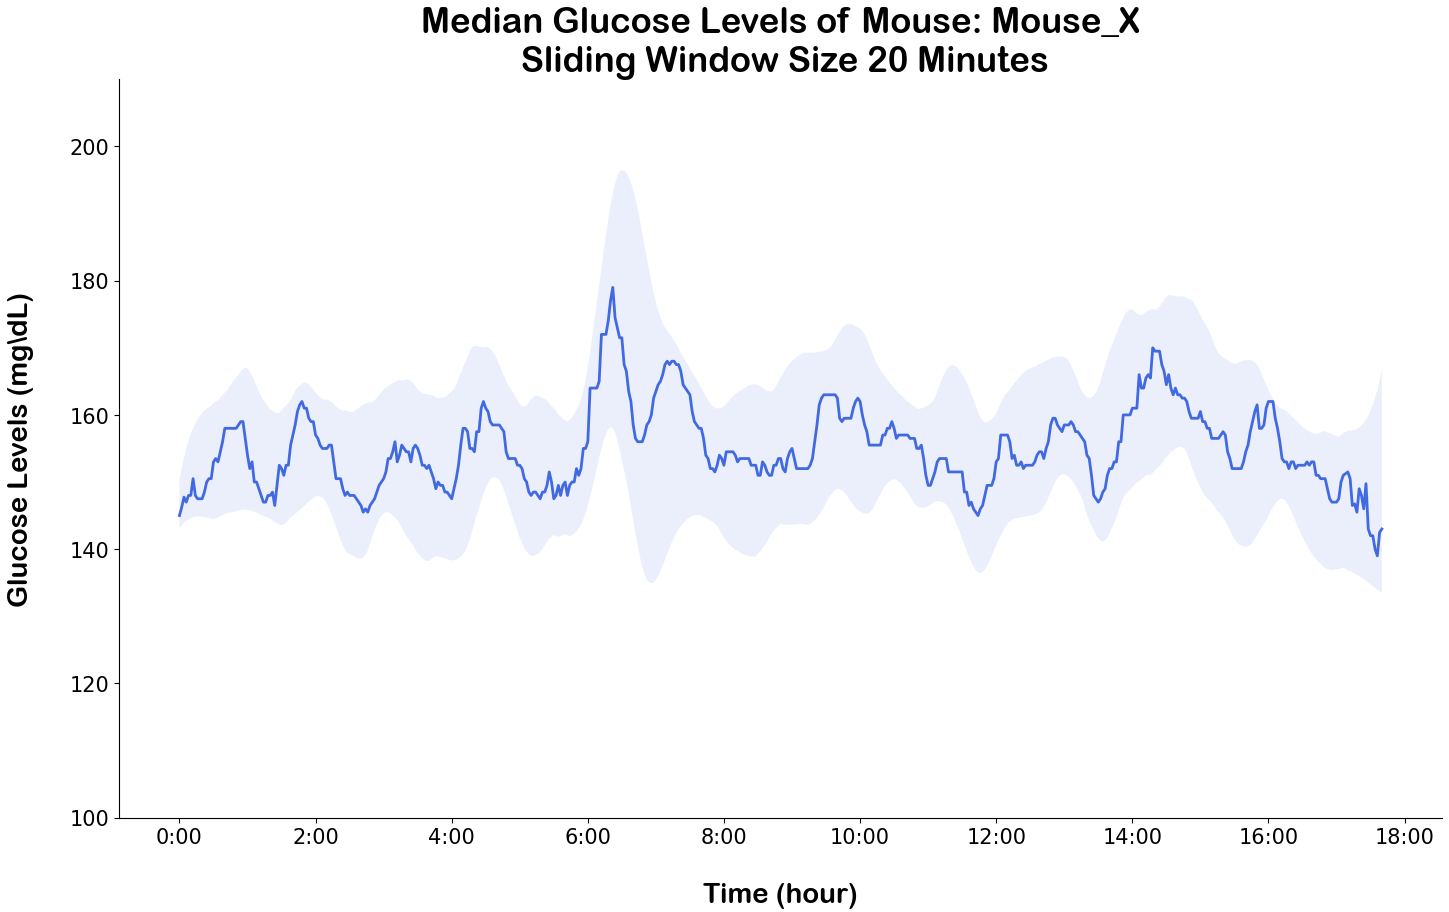 Median Glucose Levels of Mouse: Mouse_X
Sliding Window Size 20 Minutes
Glucose Levels (mg\dL)
200
180
160
140
120
100
0:00 2:00 4:00 6:00 8:00 10:00 12:00 14:00 16:00 18:00
Time (hour)